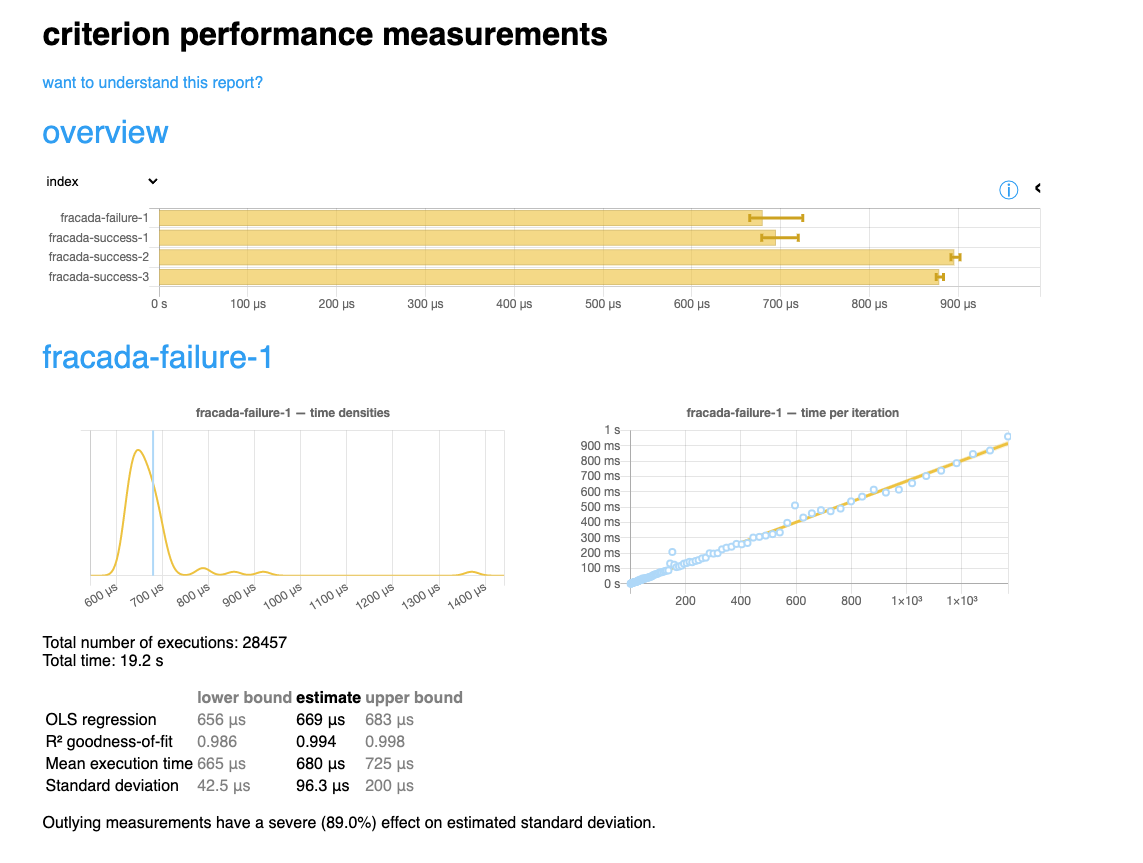 criterion performance measurements
want to understand this report?
overview
index
fracada-failure-1
fracada-success-1
fracada-success-2
fracada-success-3
0 s 100 μs 200 μs 300 μs 400 μs 500 μs 600 μs 700 μs 800 μs 900 μs
fracada-failure-1
fracada-failure-1 — time densities
600 μs 700 μs 800 μs 900 μs 1000 μs 1100 μs 1200 μs 1300 μs 1400 μs
fracada-failure-1 — time per iteration
1 s
900 ms
800 ms
700 ms
600 ms
500 ms
400 ms
300 ms
200 ms
100 ms
0 s
200 400 600 800 1×10³ 1×10³
Total number of executions: 28457
Total time: 19.2 s
lower bound estimate upper bound
OLS regression 656 μs 669 μs 683 μs
R² goodness-of-fit 0.986 0.994 0.998
Mean execution time 665 μs 680 μs 725 μs
Standard deviation 42.5 μs 96.3 μs 200 μs
Outlying measurements have a severe (89.0%) effect on estimated standard deviation.